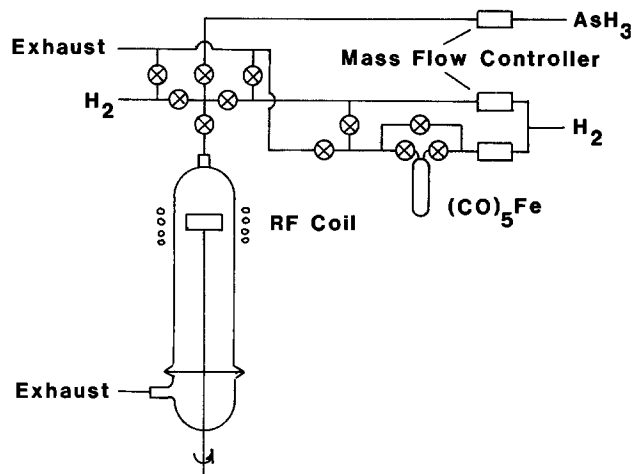 AsH3
Exhaust
Mass Flow Controller
H2
H2
(CO)5Fe
RF Coil
Exhaust